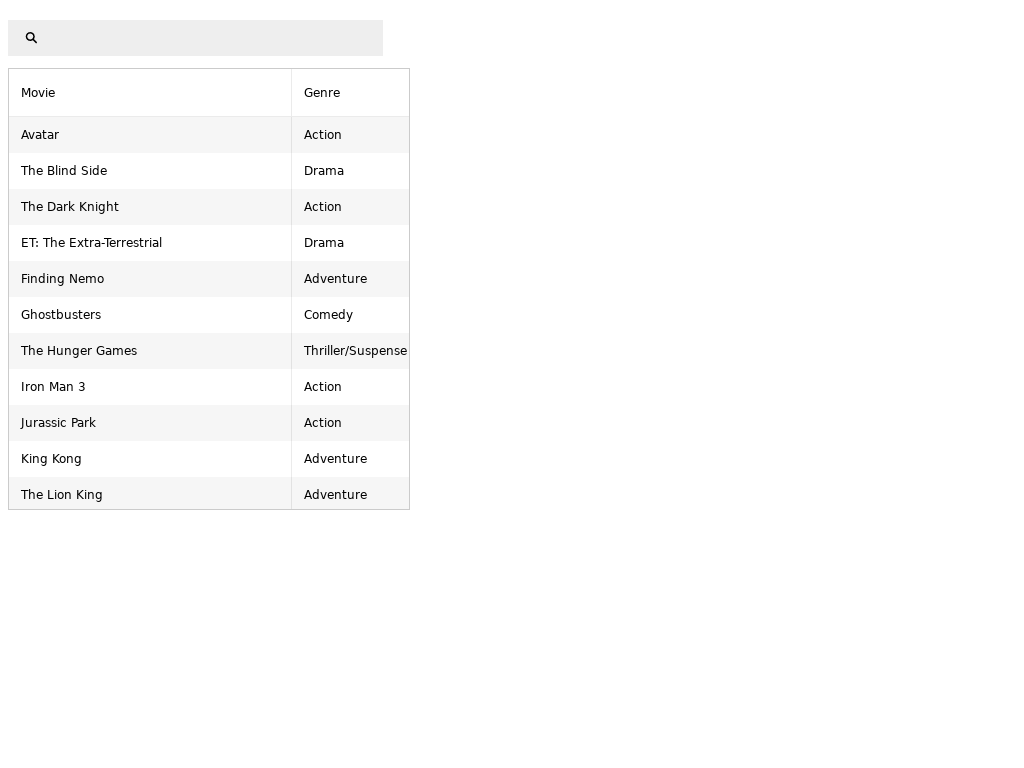 Movie Genre
Avatar Action
The Blind Side Drama
The Dark Knight Action
ET: The Extra-Terrestrial Drama
Finding Nemo Adventure
Ghostbusters Comedy
The Hunger Games Thriller/Suspense
Iron Man 3 Action
Jurassic Park Action
King Kong Adventure
The Lion King Adventure